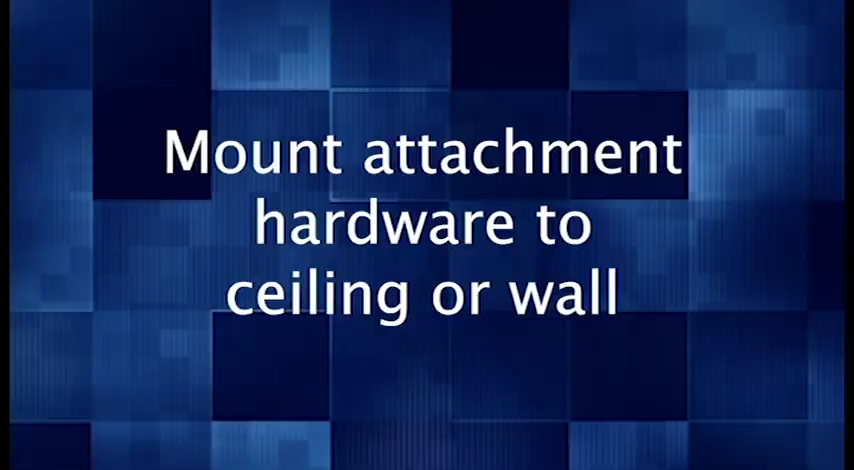 Mount attachment
hardware to
ceiling or wall